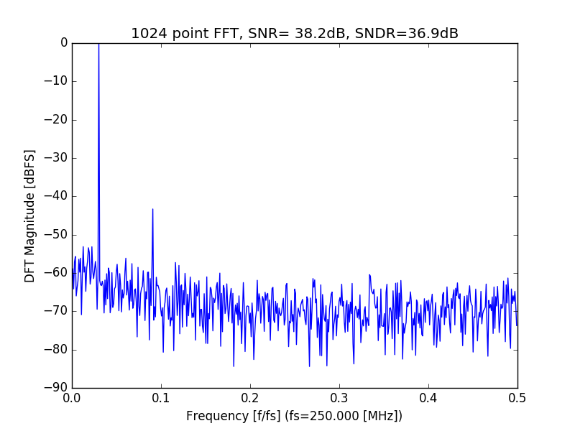 1024 point FFT, SNR= 38.2dB, SNDR=36.9dB
0
−10
−20
−30
−40
−50
−60
−70
−80
−90
DFT Magnitude [dBFS]
0.0 0.1 0.2 0.3 0.4 0.5
Frequency [f/fs] (fs=250.000 [MHz])